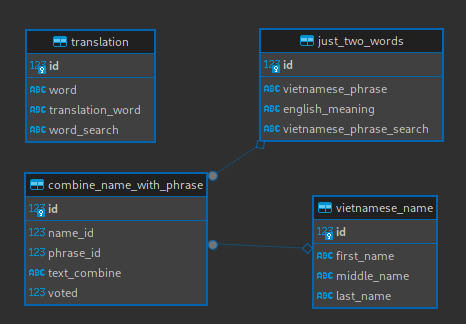 translation
123 id
ABC word
ABC translation_word
ABC word_search
just_two_words
123 id
ABC vietnamese_phrase
ABC english_meaning
ABC vietnamese_phrase_search
combine_name_with_phrase
123 id
123 name_id
123 phrase_id
ABC text_combine
123 voted
vietnamese_name
123 id
ABC first_name
ABC middle_name
ABC last_name